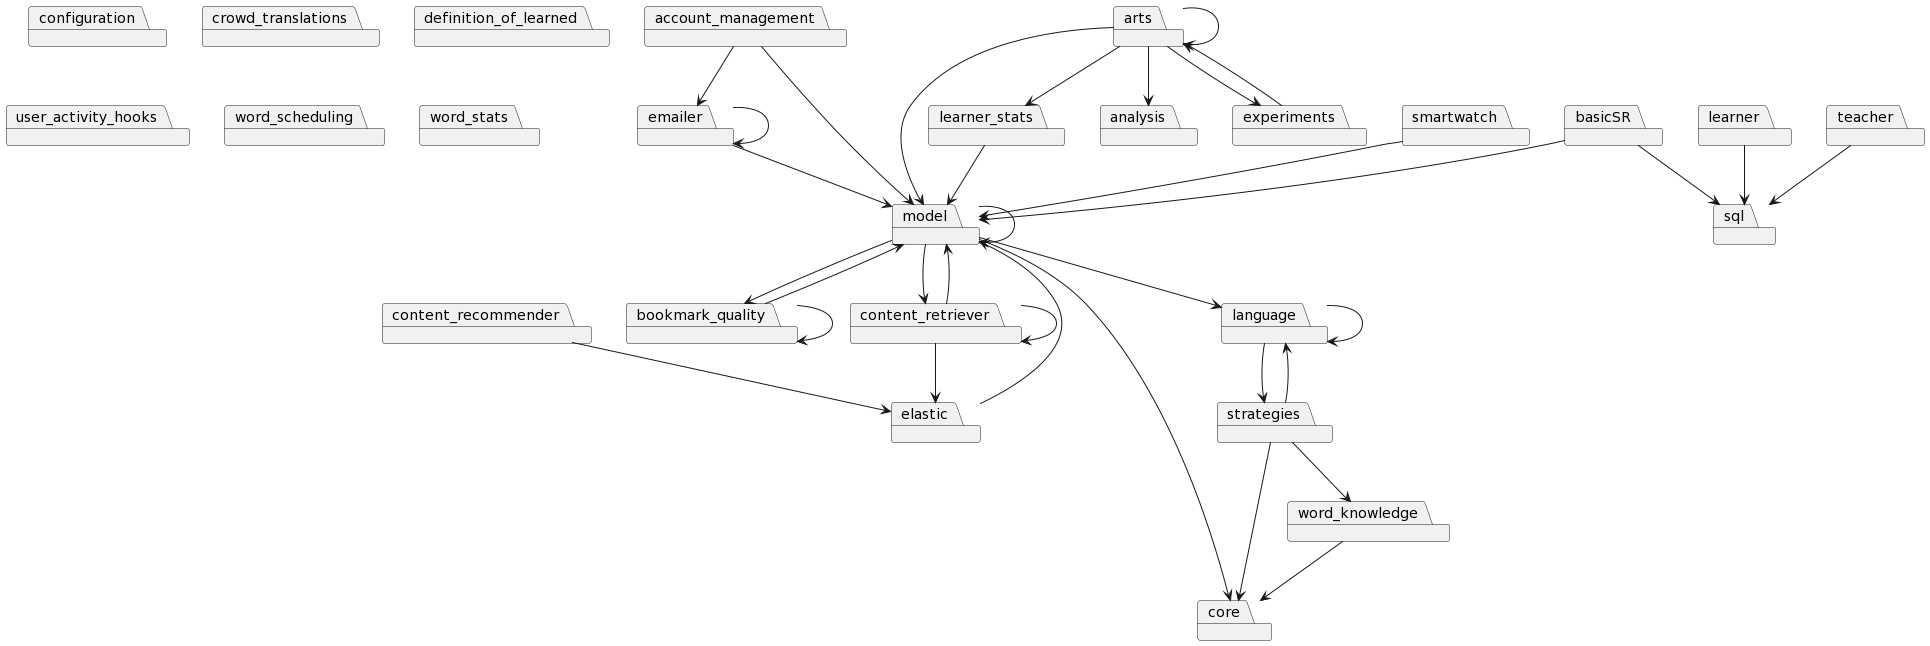 configuration
crowd_translations
definition_of_learned
account_management
arts
user_activity_hooks
word_scheduling
word_stats
emailer
learner_stats
analysis
experiments
smartwatch
basicSR
learner
teacher
model
sql
content_recommender
bookmark_quality
content_retriever
language
elastic
strategies
word_knowledge
core